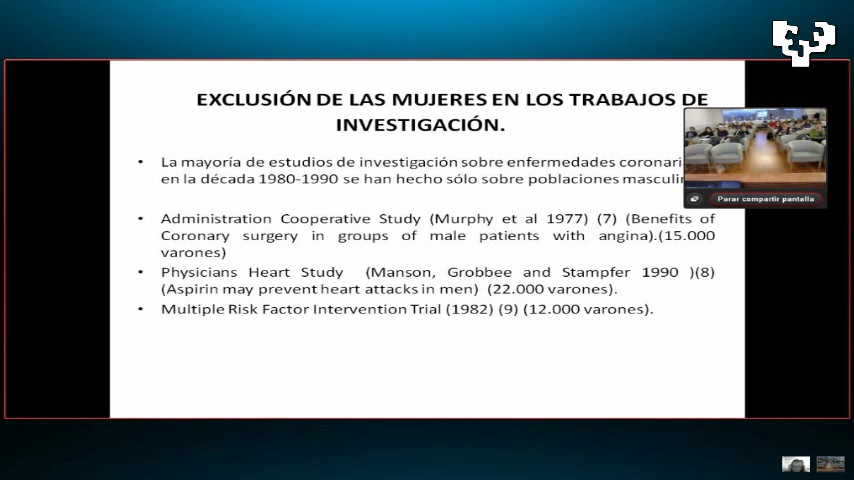 EXCLUSIÓN DE LAS MUJERES EN LOS TRABAJOS DE
INVESTIGACIÓN.
• La mayoría de estudios de investigación sobre enfermedades
en la década 1980-1990 se han hecho sólo sobre poblaciones
• Administration Cooperative Study (Murphy et al 1977) (7) (Benefits of
Coronary surgery in groups of male patients with angina).(15.000
varones)
• Physicians Heart Study (Manson, Grobbee and Stampfer 1990 )(8)
(Aspirin may prevent heart attacks in men) (22.000 varones).
• Multiple Risk Factor Intervention Trial (1982) (9) (12.000 varones).
Parar compartir pantalla